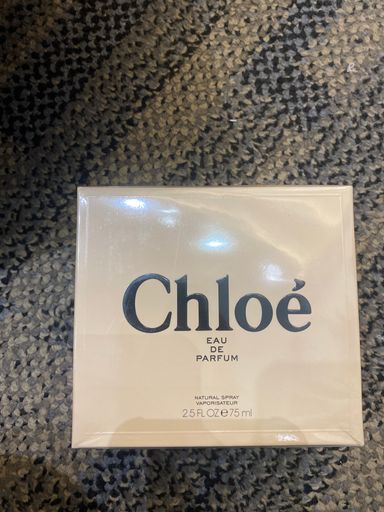 Chloé
EAU
DE
PARFUM
NATURAL SPRAY
VAPORISATEUR
2.5 FL OZ e 75 ml